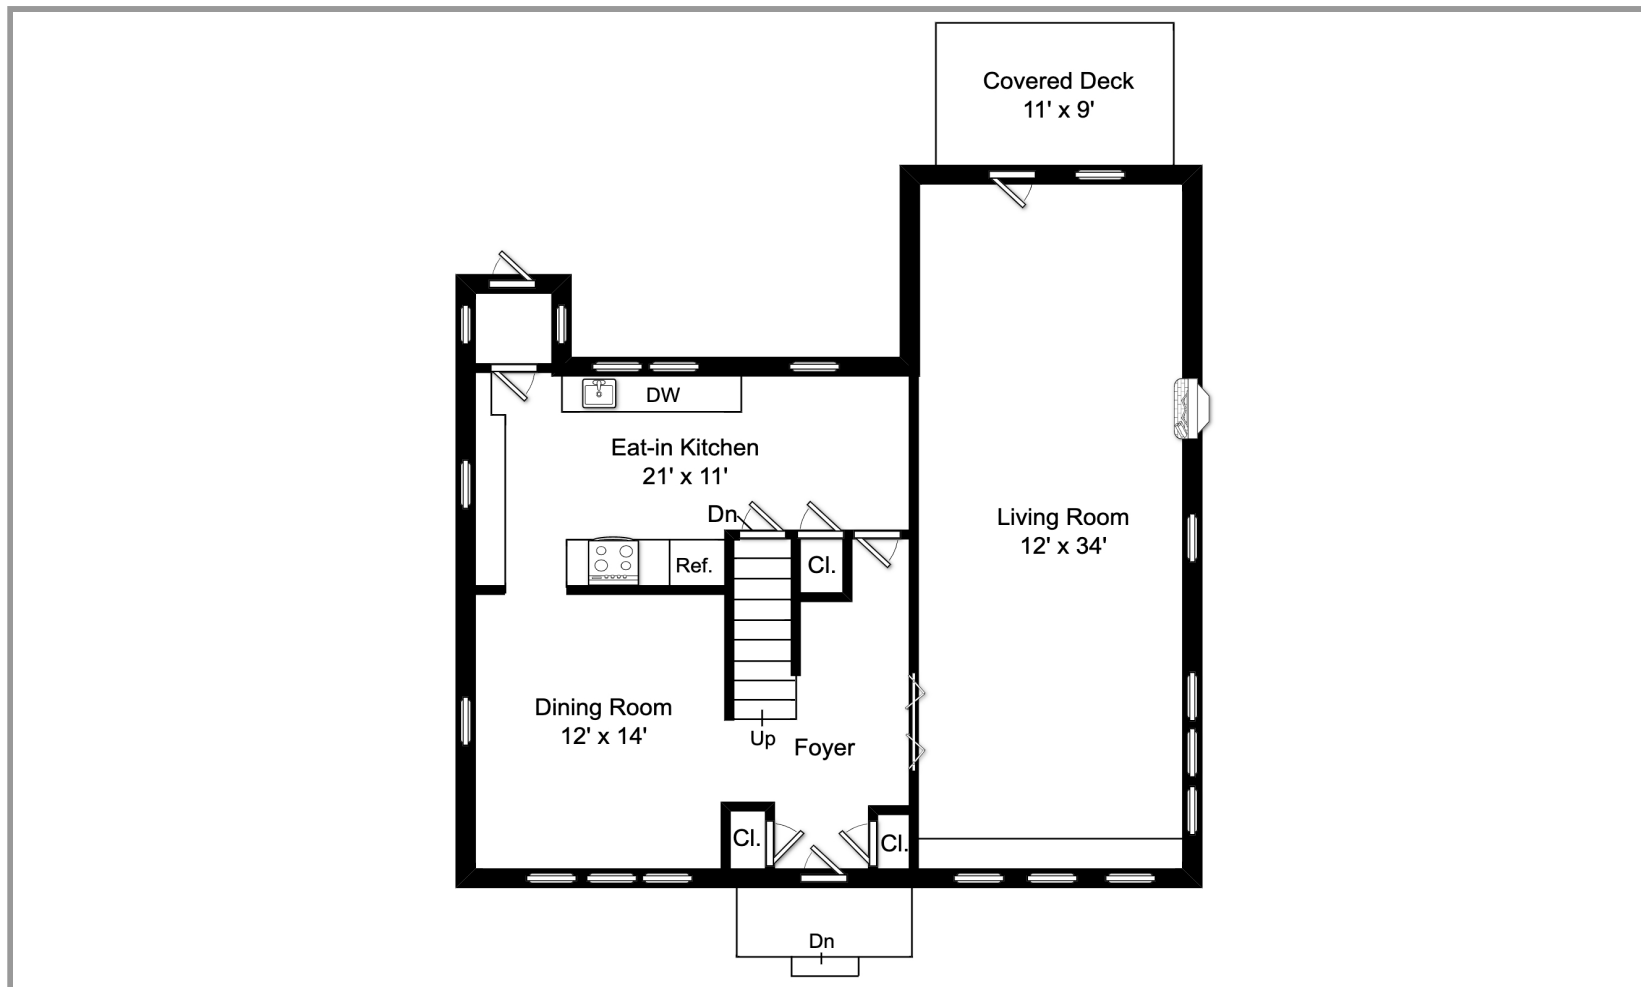 Covered Deck
11' x 9'
DW
Eat-in Kitchen
21' x 11'
Dn
Living Room
12' x 34'
Ref.
Cl.
Dining Room
12' x 14'
Up
Foyer
Cl.
Cl.
Dn